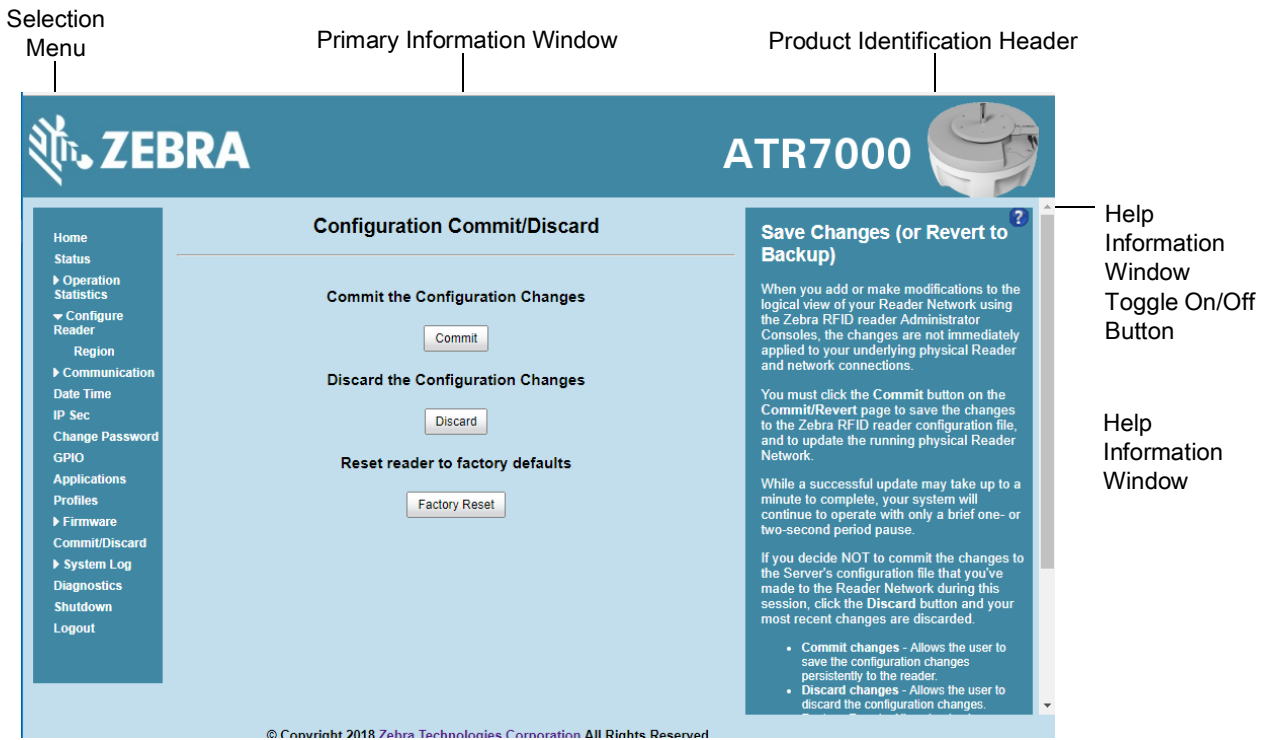 Selection
Menu
Primary Information Window
Product Identification Header
ZEBRA
ATR7000
Home
Status
Operation
Statistics
Configure
Reader
Region
Communication
Date Time
IP Sec
Change Password
GPIO
Applications
Profiles
Firmware
Commit/Discard
System Log
Diagnostics
Shutdown
Logout
Configuration Commit/Discard
Commit the Configuration Changes
Commit
Discard the Configuration Changes
Discard
Reset reader to factory defaults
Factory Reset
?
Save Changes (or Revert to
Backup)
When you add or make modifications to the
logical view of your Reader Network using
the Zebra RFID reader Administrator
Consoles, the changes are not immediately
applied to your underlying physical Reader
and network connections.
You must click the Commit button on the
Commit/Revert page to save the changes
to the Zebra RFID reader configuration file,
and to update the running physical Reader
Network.
While a successful update may take up to a
minute to complete, your system will
continue to operate with only a brief one- or
two-second period pause.
If you decide NOT to commit the changes to
the Server's configuration file that you've
made to the Reader Network during this
session, click the Discard button and your
most recent changes are discarded.
• Commit changes - Allows the user to
save the configuration changes
persistently to the reader.
• Discard changes - Allows the user to
discard the configuration changes.
Help
Information
Window
Toggle On/Off
Button
Help
Information
Window
© Copyright 2018 Zebra Technologies Corporation All Rights Reserved